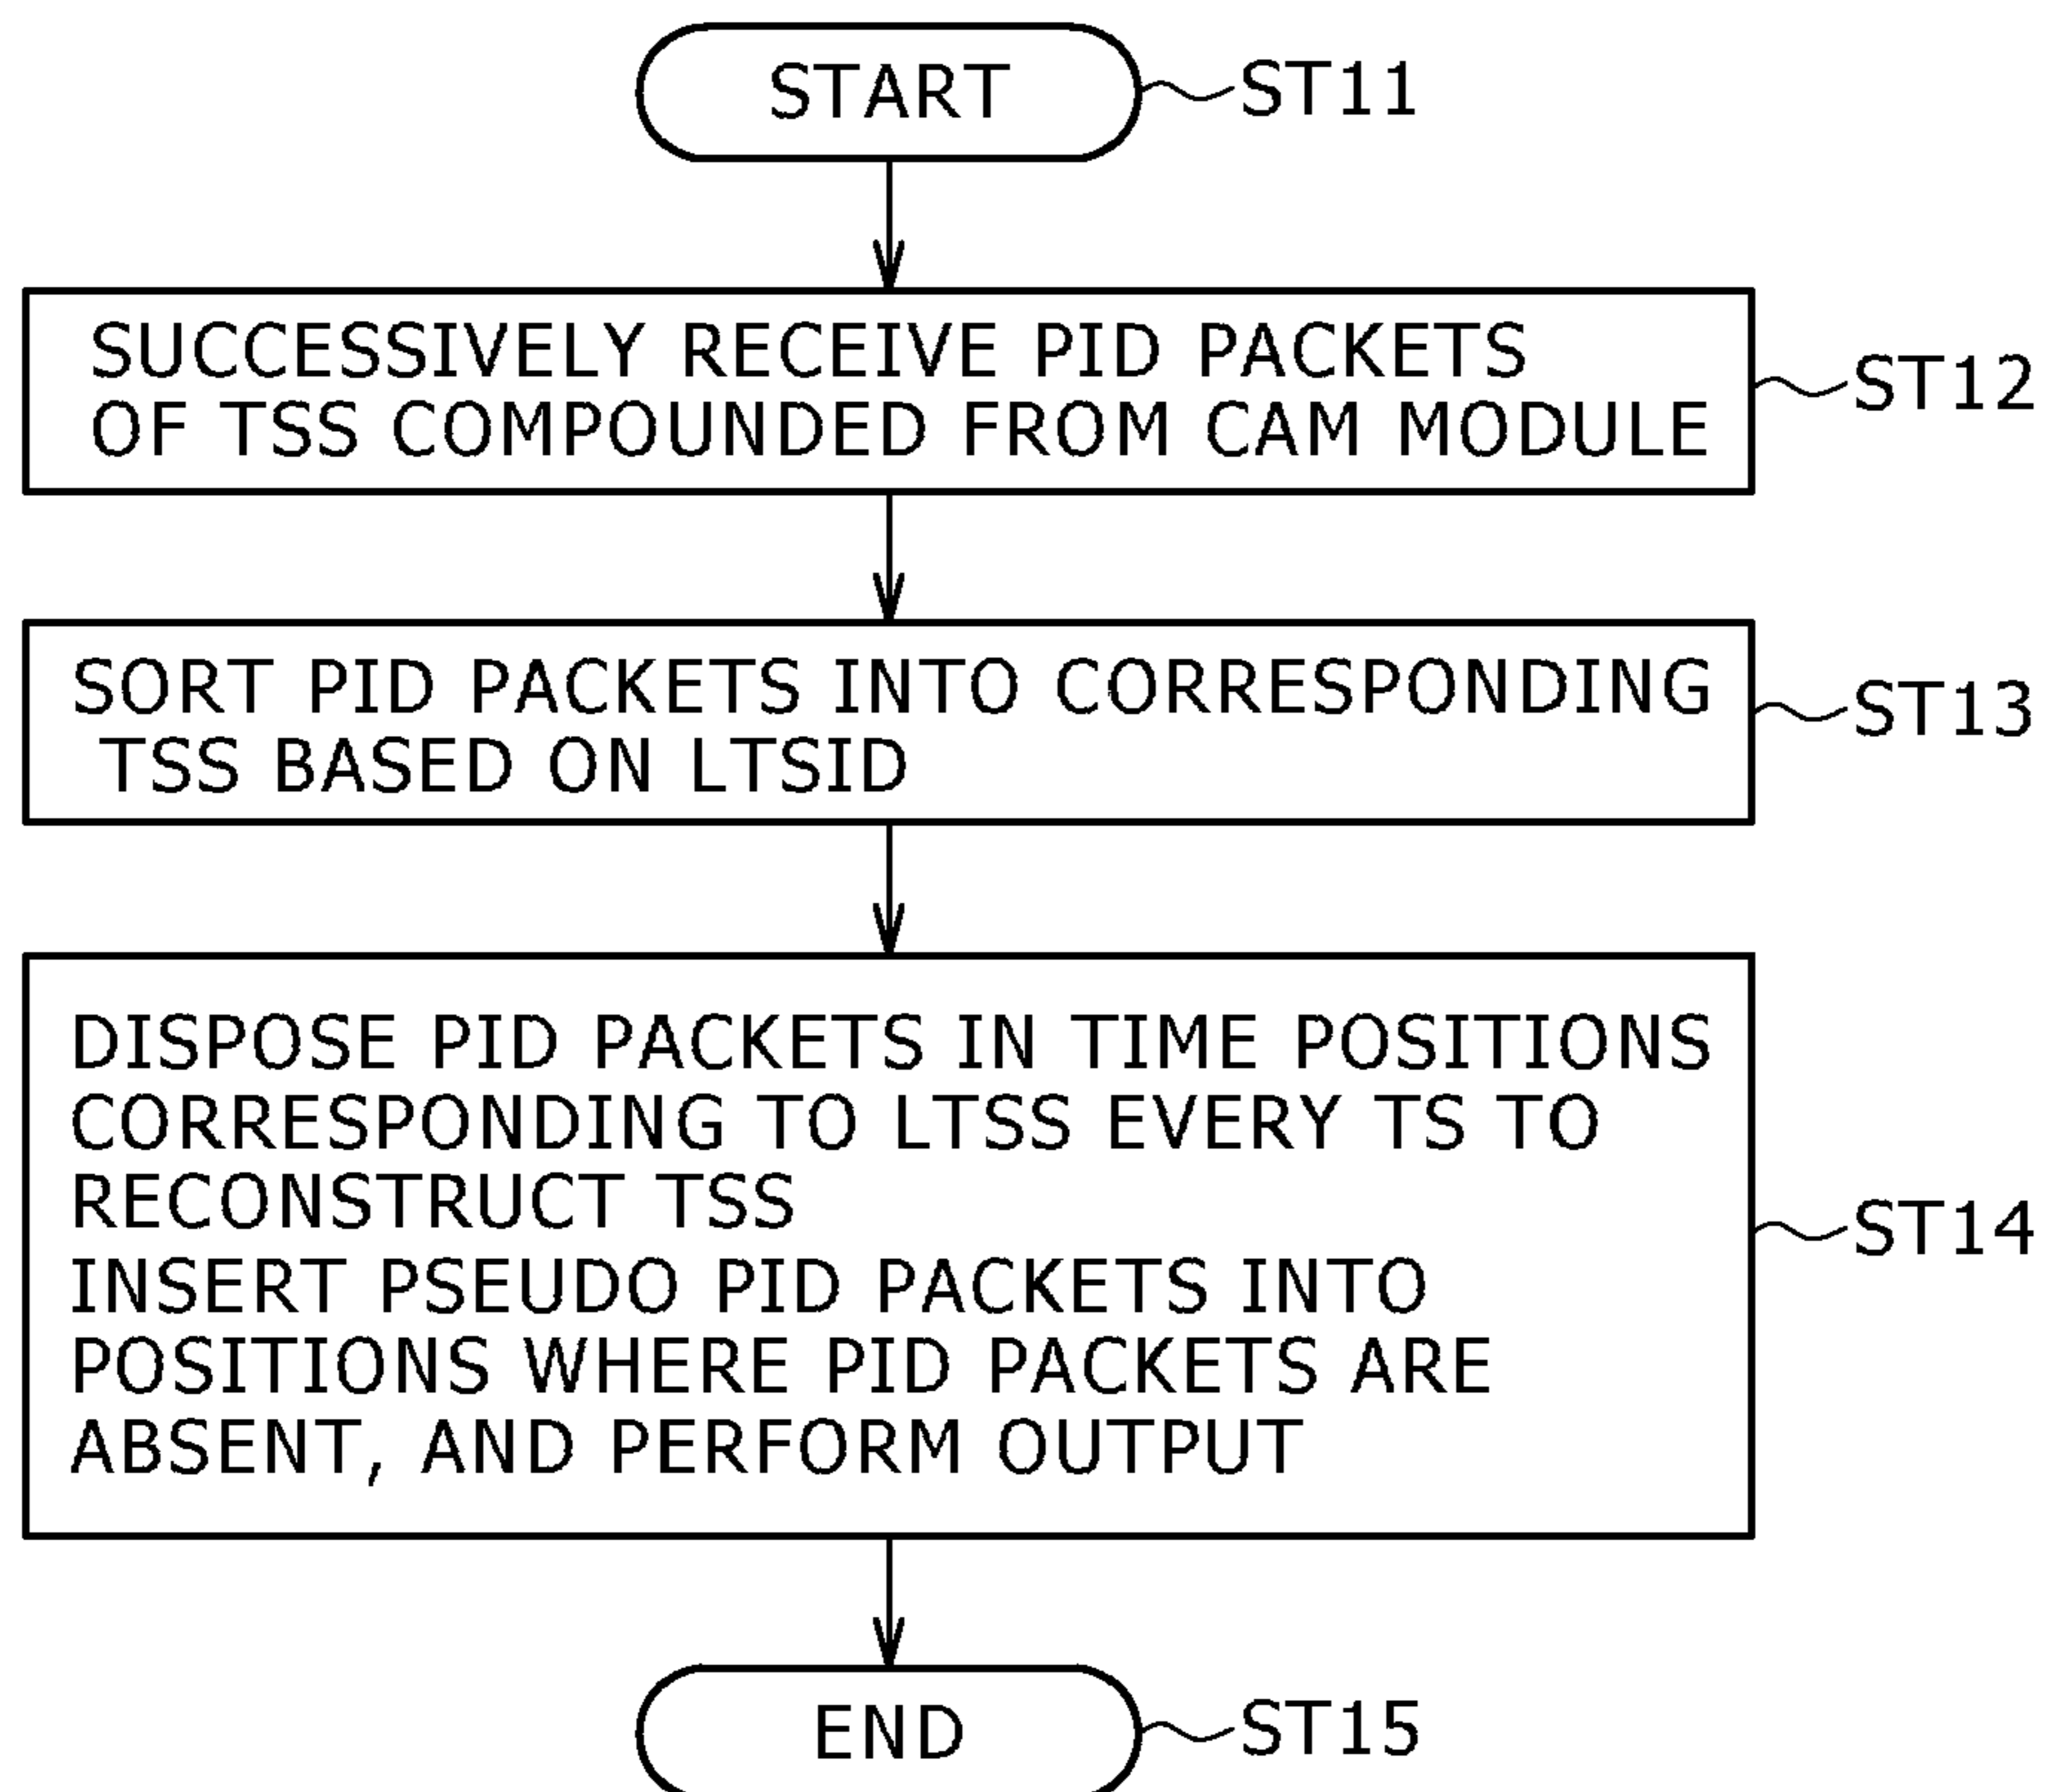 START
ST11
SUCCESSIVELY RECEIVE PID PACKETS
OF TSS COMPOUNDED FROM CAM MODULE
ST12
SORT PID PACKETS INTO CORRESPONDING
TSS BASED ON LTSID
ST13
DISPOSE PID PACKETS IN TIME POSITIONS
CORRESPONDING TO LTSS EVERY TS TO
RECONSTRUCT TSS
INSERT PSEUDO PID PACKETS INTO
POSITIONS WHERE PID PACKETS ARE
ABSENT, AND PERFORM OUTPUT
ST14
END
ST15